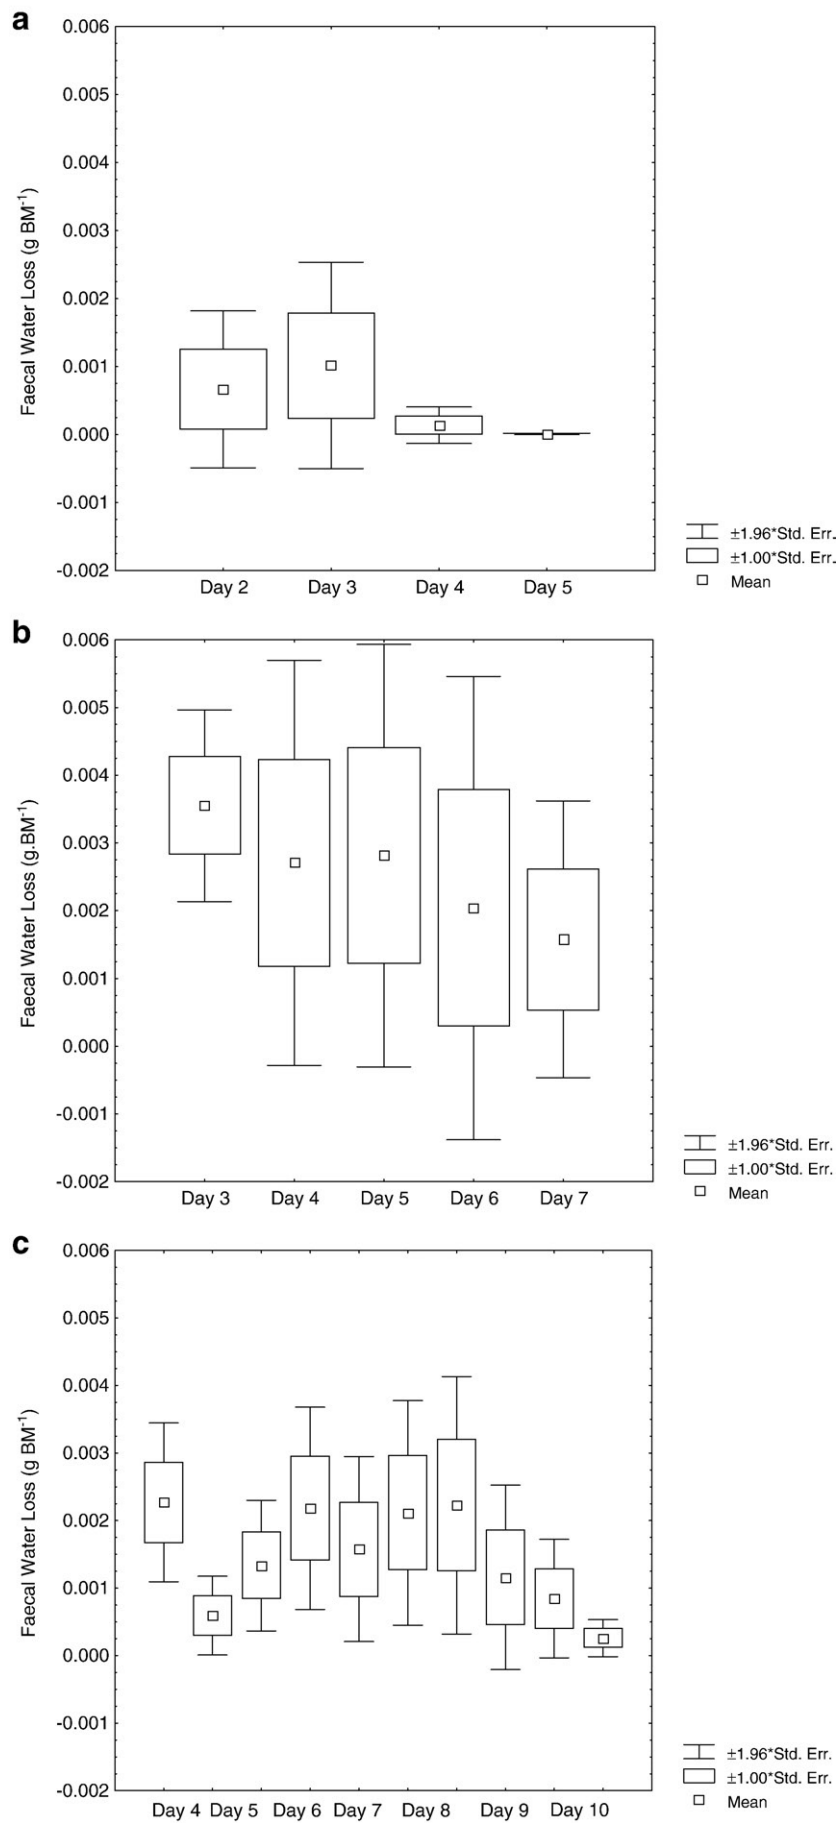 a
0.006
0.005
0.004
0.003
0.002
0.001
0.000
-0.001
-0.002
Faecal Water Loss (g BM-1)
Day 2 Day 3 Day 4 Day 5
±1.96*Std. Err.
±1.00*Std. Err.
Mean
b
0.006
0.005
0.004
0.003
0.002
0.001
0.000
-0.001
-0.002
Faecal Water Loss (g.BM-1)
Day 3 Day 4 Day 5 Day 6 Day 7
±1.96*Std. Err.
±1.00*Std. Err.
Mean
c
0.006
0.005
0.004
0.003
0.002
0.001
0.000
-0.001
-0.002
Faecal Water Loss (g BM-1)
Day 4 Day 5 Day 6 Day 7 Day 8 Day 9 Day 10
±1.96*Std. Err.
±1.00*Std. Err.
Mean